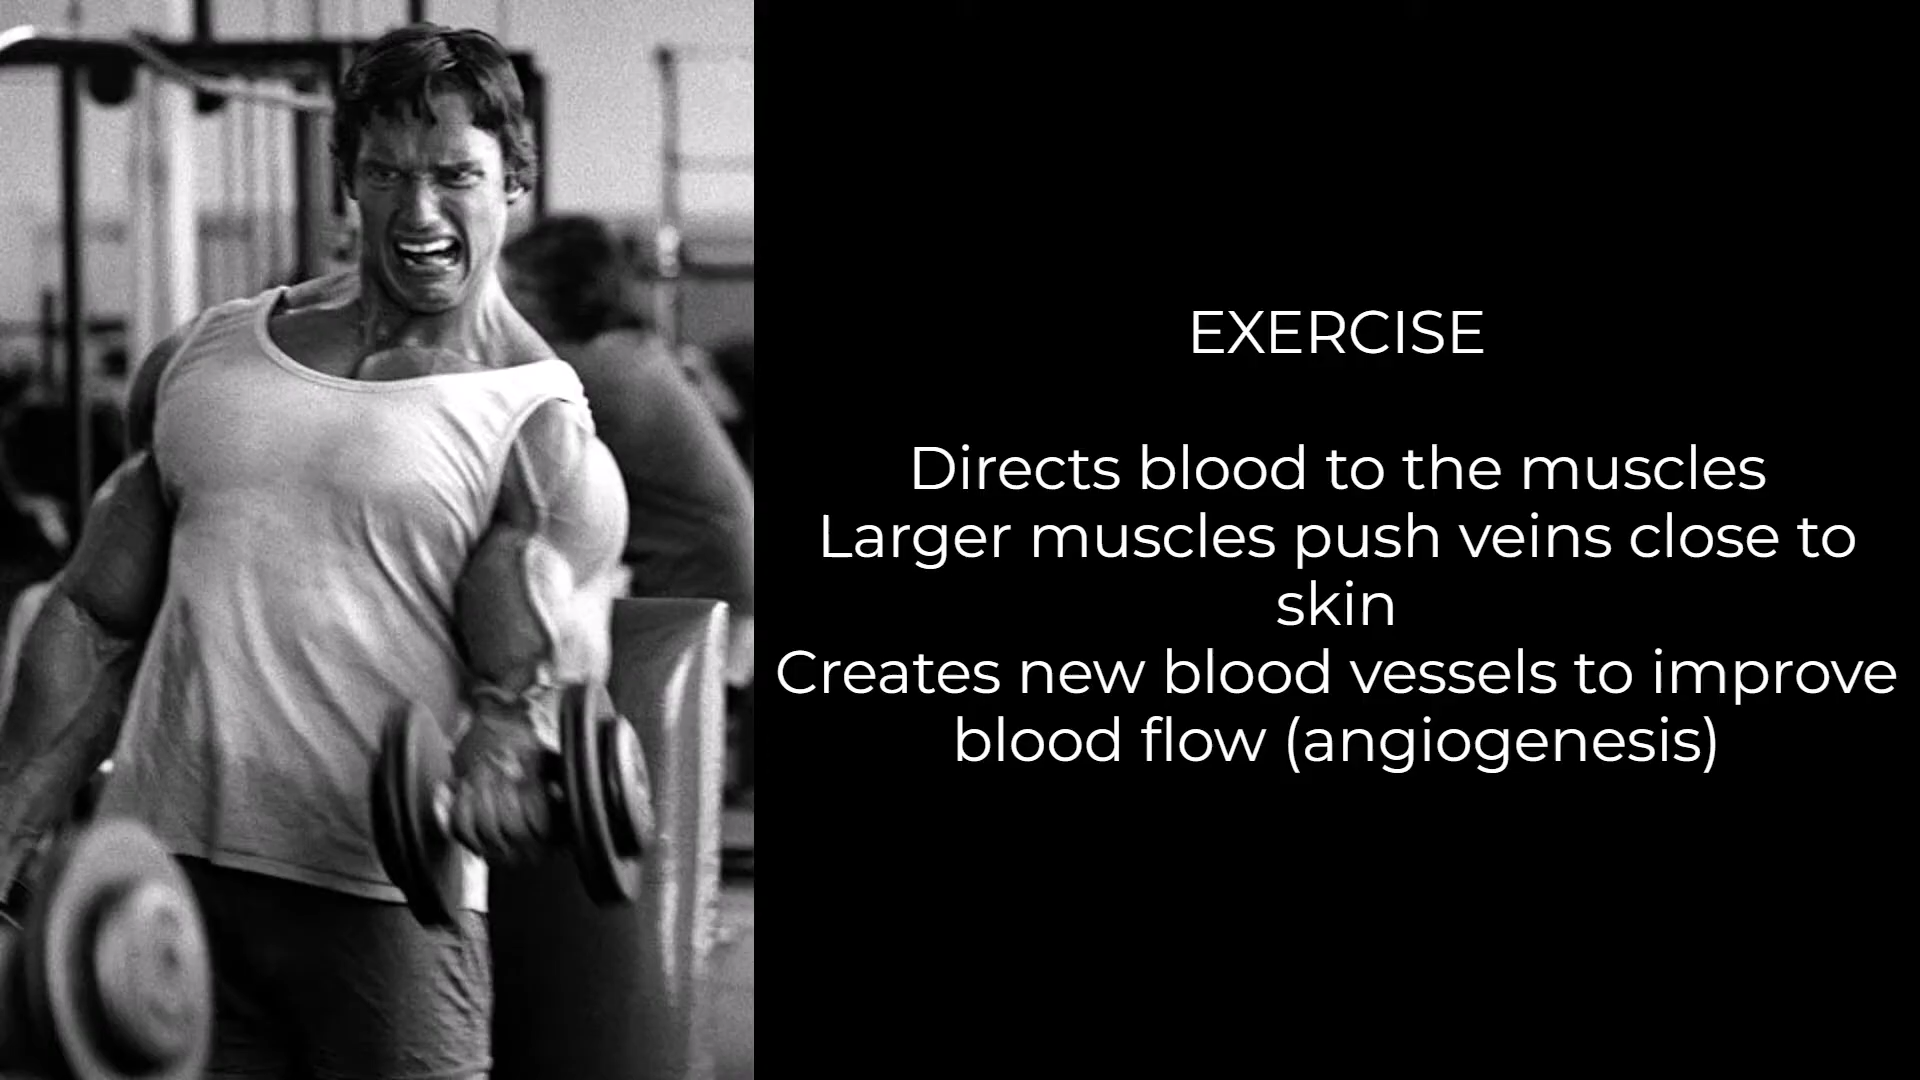 EXERCISE
Directs blood to the muscles
Larger muscles push veins close to
skin
Creates new blood vessels to improve
blood flow (angiogenesis)